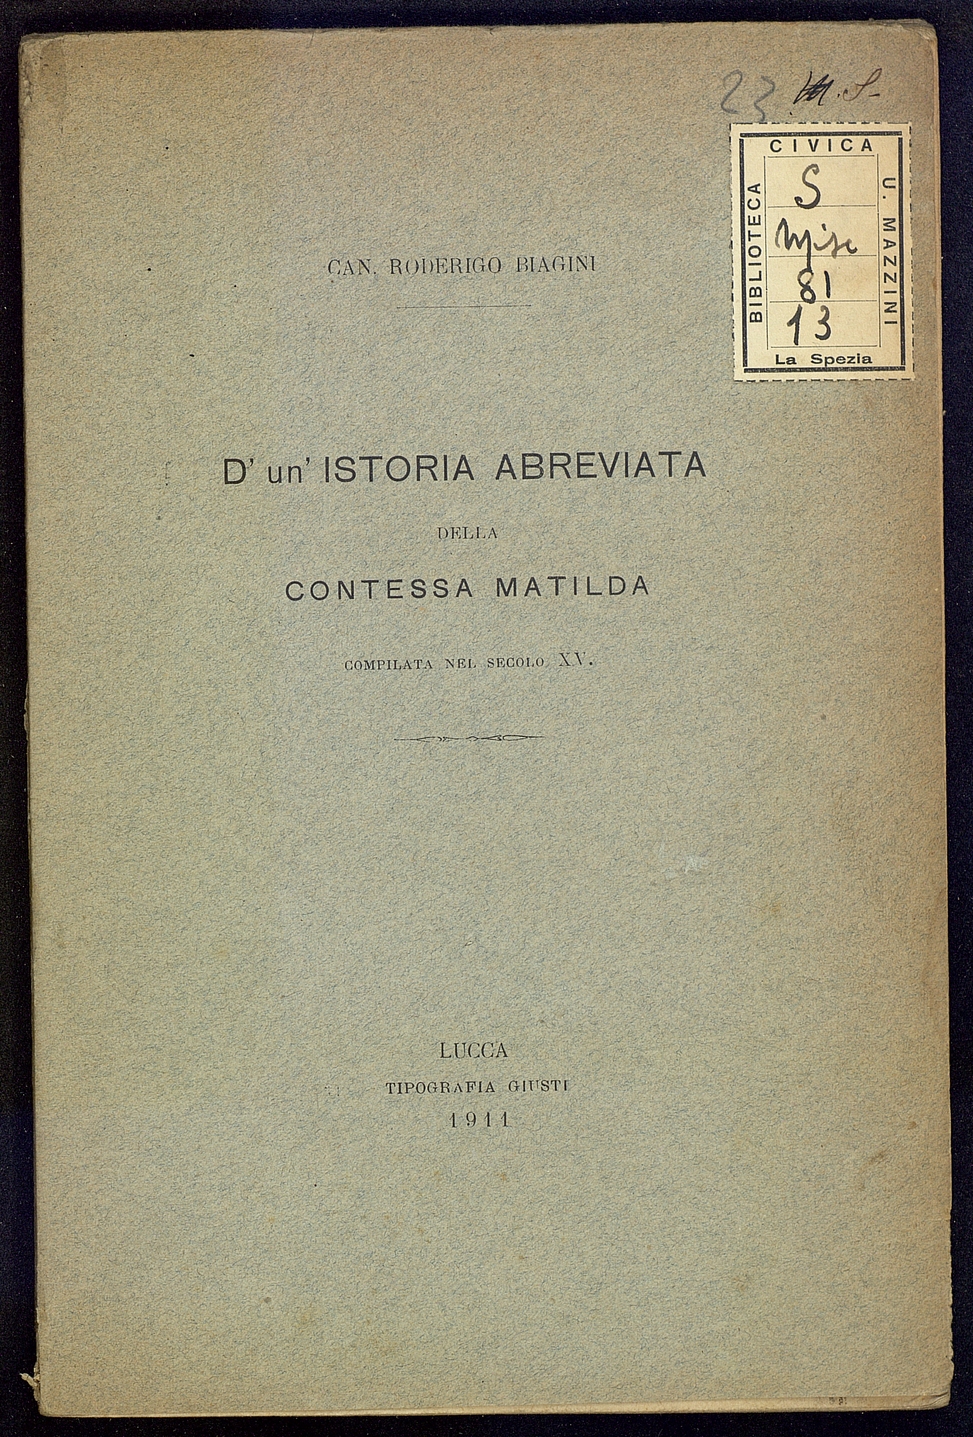 23 M. S-
CIVICA
BIBLIOTECA
U. MAZZINI
S
Misc
81
13
La Spezia
CAN. RODERIGO BIAGINI
D' un' ISTORIA ABREVIATA
DELLA
CONTESSA MATILDA
COMPILATA NEL SECOLO XV.
LUCCA
TIPOGRAFIA GIUSTI
1911